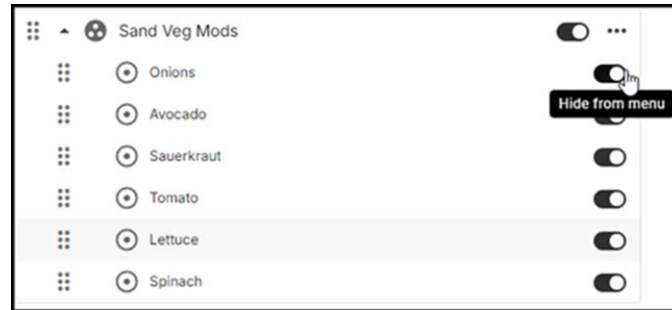 Sand Veg Mods
Onions
Hide from menu
Avocado
Sauerkraut
Tomato
Lettuce
Spinach